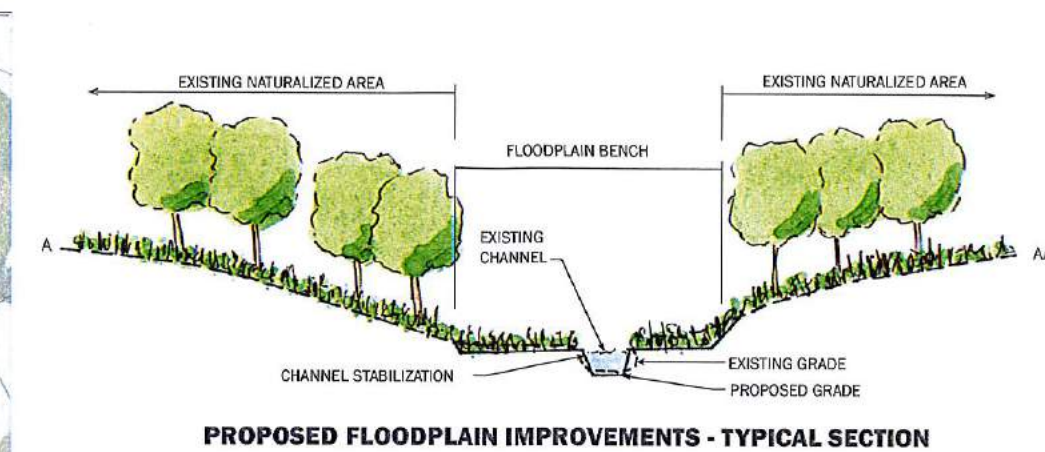 EXISTING NATURALIZED AREA
EXISTING NATURALIZED AREA
FLOODPLAIN BENCH
EXISTING
CHANNEL
A
A
EXISTING GRADE
CHANNEL STABILIZATION
PROPOSED GRADE
PROPOSED FLOODPLAIN IMPROVEMENTS - TYPICAL SECTION